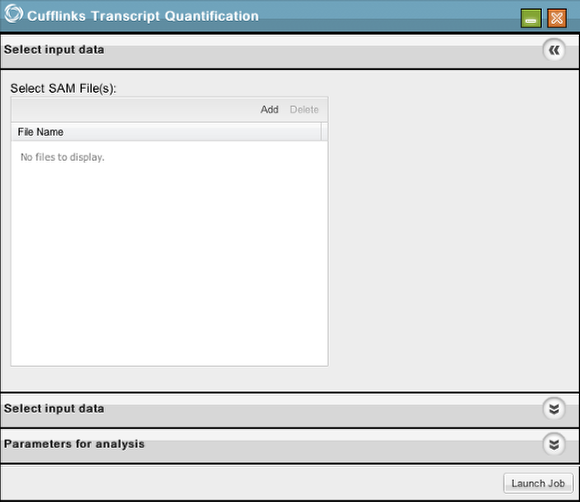 Cufflinks Transcript Quantification
Select input data
Select SAM File(s):
Add Delete
File Name
No files to display.
Select input data
Parameters for analysis
Launch Job